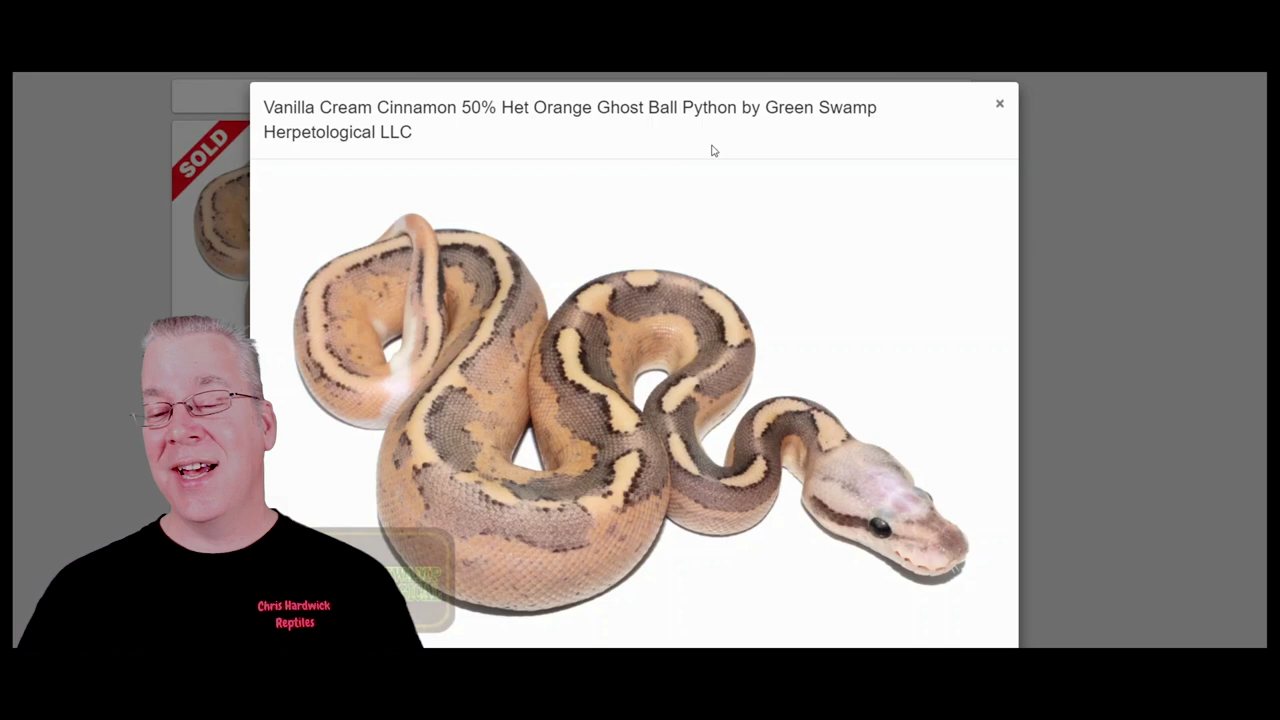 Vanilla Cream Cinnamon 50% Het Orange Ghost Ball Python by Green Swamp
Herpetological LLC
×
SOLD
Chris Hardwick
Reptiles